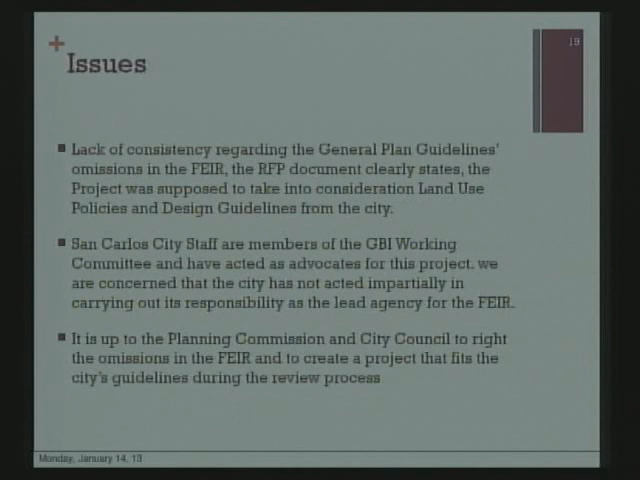 19
+
Issues
Lack of consistency regarding the General Plan Guidelines'
omissions in the FEIR, the RFP document clearly states, the
Project was supposed to take into consideration Land Use
Policies and Design Guidelines from the city.
San Carlos City Staff are members of the GBI Working
Committee and have acted as advocates for this project. we
are concerned that the city has not acted impartially in
carrying out its responsibility as the lead agency for the FEIR.
It is up to the Planning Commission and City Council to right
the omissions in the FEIR and to create a project that fits the
city's guidelines during the review process
Monday, January 14, 13